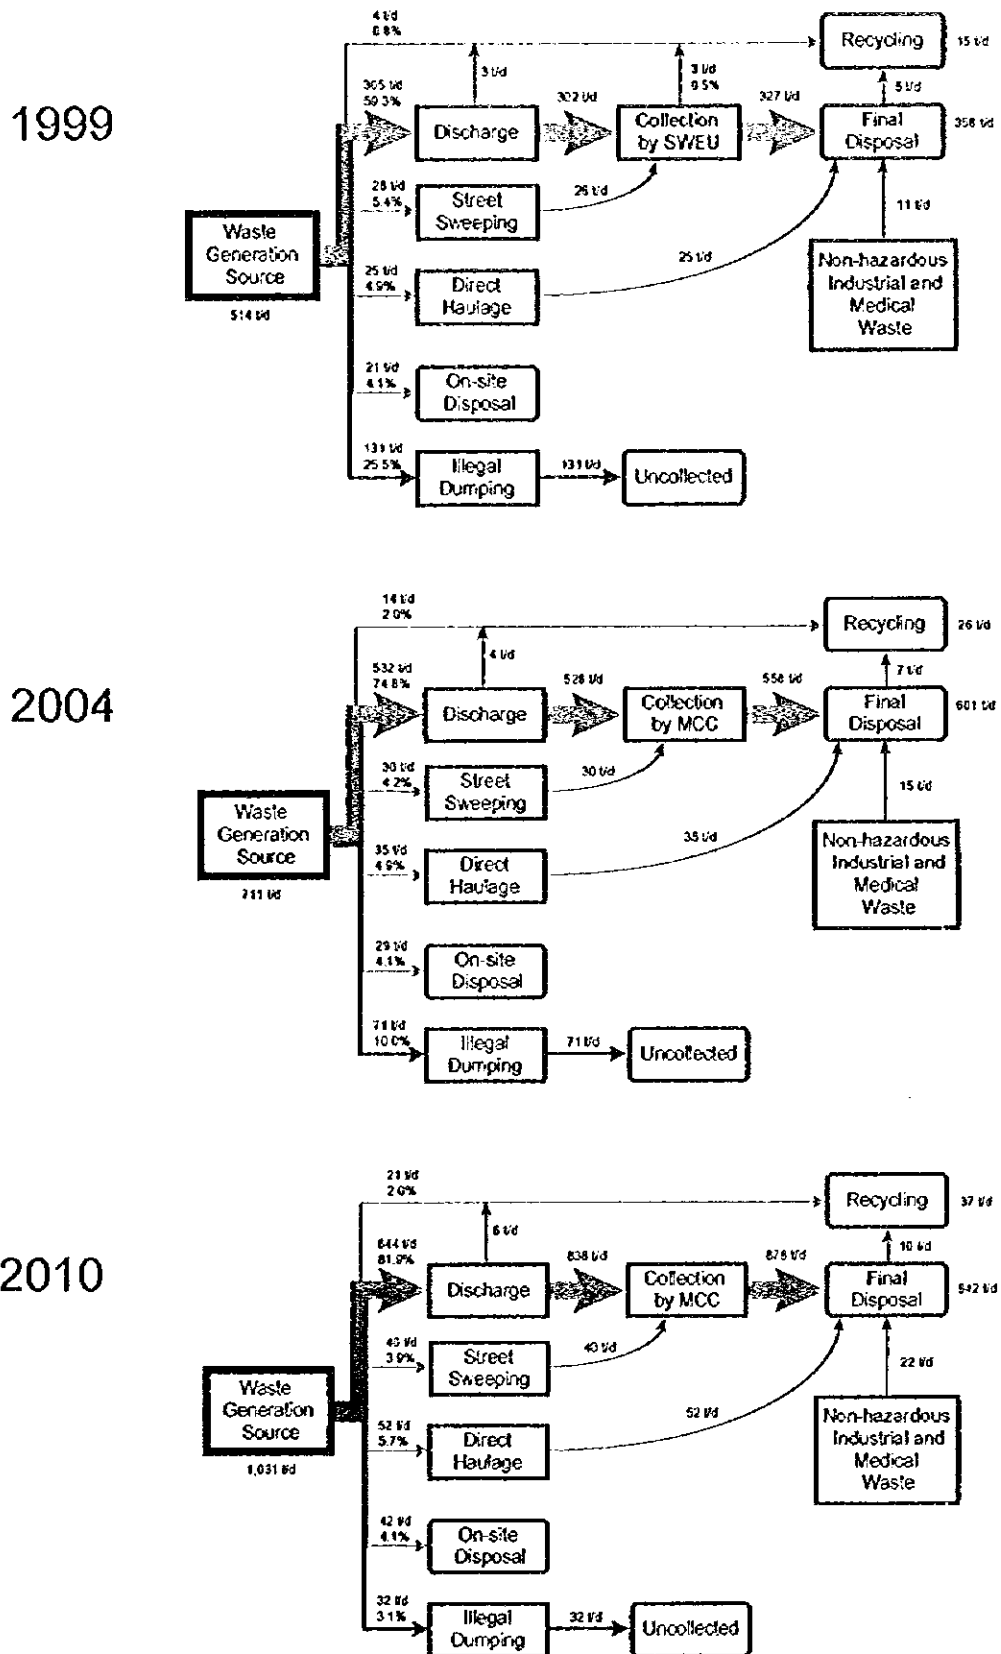 1999
4 t/d
0.8%
Recycling
15 t/d
3 t/d
3 t/d
0.5%
5 t/d
305 t/d
59.3%
Discharge
302 t/d
Collection
by SWEU
327 t/d
Final
Disposal
356 t/d
28 t/d
5.4%
Street
Sweeping
26 t/d
11 t/d
Waste
Generation
Source
514 t/d
25 t/d
4.9%
Direct
Haulage
25 t/d
Non-hazardous
Industrial and
Medical
Waste
21 t/d
4.1%
On-site
Disposal
131 t/d
25.5%
Illegal
Dumping
131 t/d
Uncollected
2004
14 t/d
2.0%
Recycling
26 t/d
4 t/d
7 t/d
532 t/d
74.8%
Discharge
528 t/d
Collection
by MCC
558 t/d
Final
Disposal
601 t/d
30 t/d
4.2%
Street
Sweeping
30 t/d
15 t/d
Waste
Generation
Source
711 t/d
35 t/d
4.9%
Direct
Haulage
35 t/d
Non-hazardous
Industrial and
Medical
Waste
29 t/d
4.1%
On-site
Disposal
71 t/d
10.0%
Illegal
Dumping
71 t/d
Uncollected
2010
21 t/d
2.0%
Recycling
37 t/d
6 t/d
10 t/d
844 t/d
81.9%
Discharge
838 t/d
Collection
by MCC
878 t/d
Final
Disposal
40 t/d
3.9%
Street
Sweeping
40 t/d
22 t/d
Waste
Generation
Source
1,031 t/d
52 t/d
Direct
Haulage
52 t/d
Non-hazardous
Industrial and
Medical
Waste
42 t/d
4.1%
On-site
Disposal
32 t/d
3.1%
Illegal
Dumping
32 t/d
Uncollected